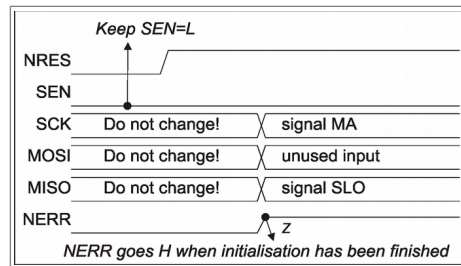 Keep SEN=L
NRES
SEN
SCK Do not change! signal MA
MOSI Do not change! unused input
MISO Do not change! signal SLO
NERR
Z
NERR goes H when initialisation has been finished